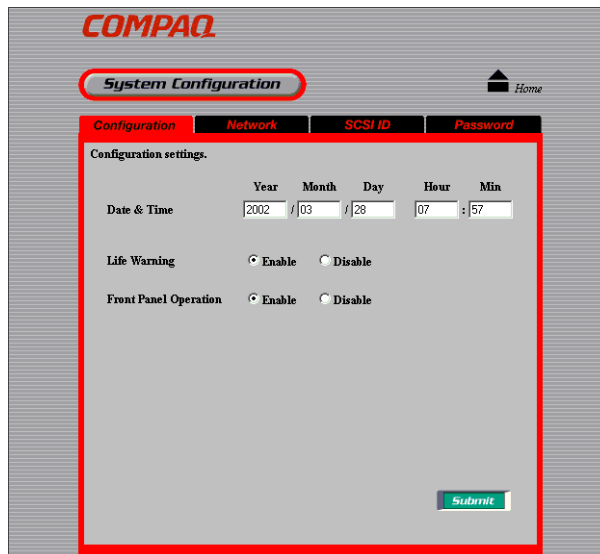 COMPAQ
System Configuration
Home
Configuration Network SCSI ID Password
Configuration settings.
Year Month Day Hour Min
Date & Time 2002 / 03 / 28 07 : 57
Life Warning Enable Disable
Front Panel Operation Enable Disable
Submit